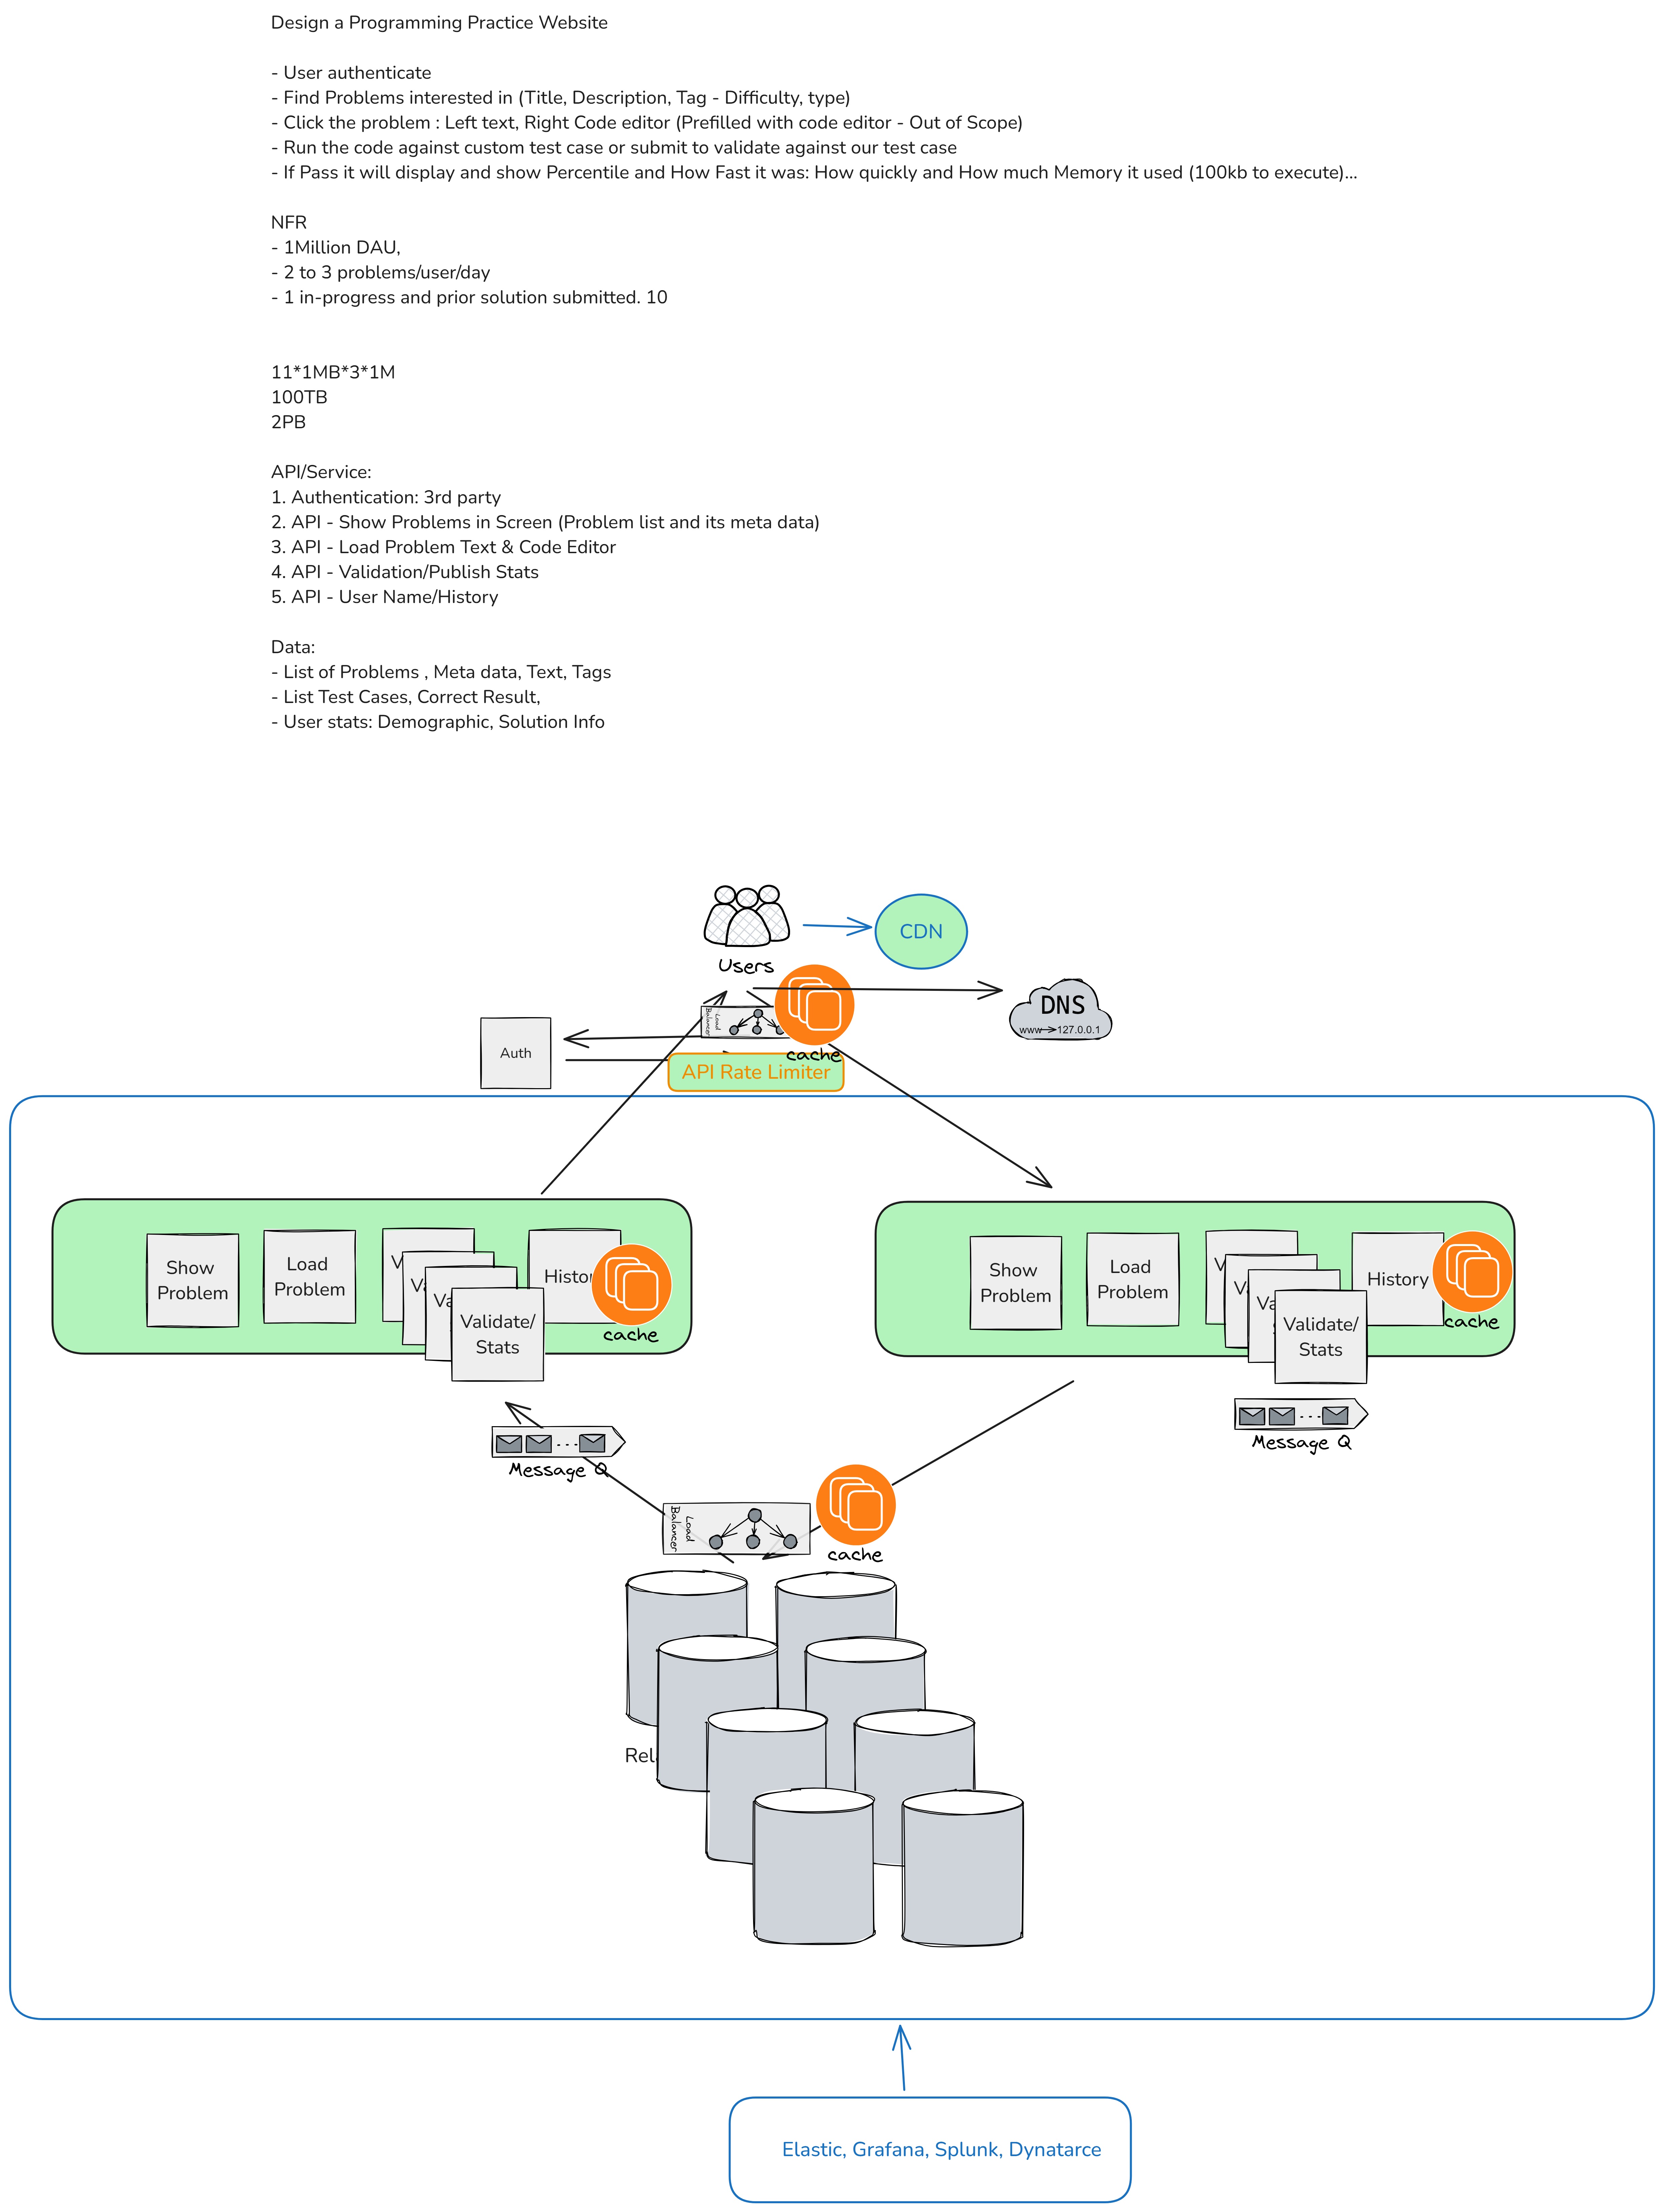 Design a Programming Practice Website
- User authenticate
- Find Problems interested in (Title, Description, Tag - Difficulty, type)
- Click the problem : Left text, Right Code editor (Prefilled with code editor - Out of Scope)
- Run the code against custom test case or submit to validate against our test case
- If Pass it will display and show Percentile and How Fast it was: How quickly and How much Memory it used (100kb to execute)...
NFR
- 1Million DAU,
- 2 to 3 problems/user/day
- 1 in-progress and prior solution submitted. 10
11*1MB*3*1M
100TB
2PB
API/Service:
1. Authentication: 3rd party
2. API - Show Problems in Screen (Problem list and its meta data)
3. API - Load Problem Text & Code Editor
4. API - Validation/Publish Stats
5. API - User Name/History
Data:
- List of Problems , Meta data, Text, Tags
- List Test Cases, Correct Result,
- User stats: Demographic, Solution Info
CDN
Users
DNS
www
127.0.0.1
Load
Balancer
cache
Auth
API Rate Limiter
Show
Problem
Load
Problem
V
Va
Va
Validate/
Stats
Histor
cache
Show
Problem
Load
Problem
V
Va
Va
Validate/
Stats
History
cache
Message Q
Message Q
Load
Balancer
cache
Rel
Elastic, Grafana, Splunk, Dynatarce